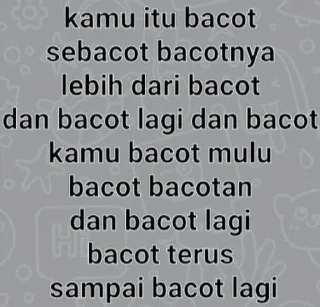 kamu itu bacot
sebacot bacotnya
lebih dari bacot
dan bacot lagi dan bacot
kamu bacot mulu
bacot bacotan
dan bacot lagi
bacot terus
sampai bacot lagi